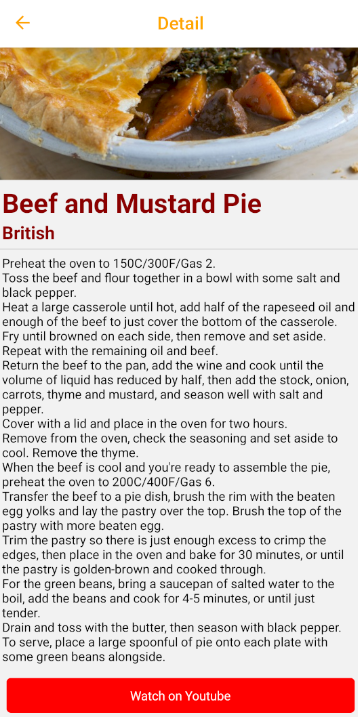 Detail
Beef and Mustard Pie
British
Preheat the oven to 150C/300F/Gas 2.
Toss the beef and flour together in a bowl with some salt and
black pepper.
Heat a large casserole until hot, add half of the rapeseed oil and
enough of the beef to just cover the bottom of the casserole.
Fry until browned on each side, then remove and set aside.
Repeat with the remaining oil and beef.
Return the beef to the pan, add the wine and cook until the
volume of liquid has reduced by half, then add the stock, onion,
carrots, thyme and mustard, and season well with salt and
pepper.
Cover with a lid and place in the oven for two hours.
Remove from the oven, check the seasoning and set aside to
cool. Remove the thyme.
When the beef is cool and you're ready to assemble the pie,
preheat the oven to 200C/400F/Gas 6.
Transfer the beef to a pie dish, brush the rim with the beaten
egg yolks and lay the pastry over the top. Brush the top of the
pastry with more beaten egg.
Trim the pastry so there is just enough excess to crimp the
edges, then place in the oven and bake for 30 minutes, or until
the pastry is golden-brown and cooked through.
For the green beans, bring a saucepan of salted water to the
boil, add the beans and cook for 4-5 minutes, or until just
tender.
Drain and toss with the butter, then season with black pepper.
To serve, place a large spoonful of pie onto each plate with
some green beans alongside.
Watch on Youtube